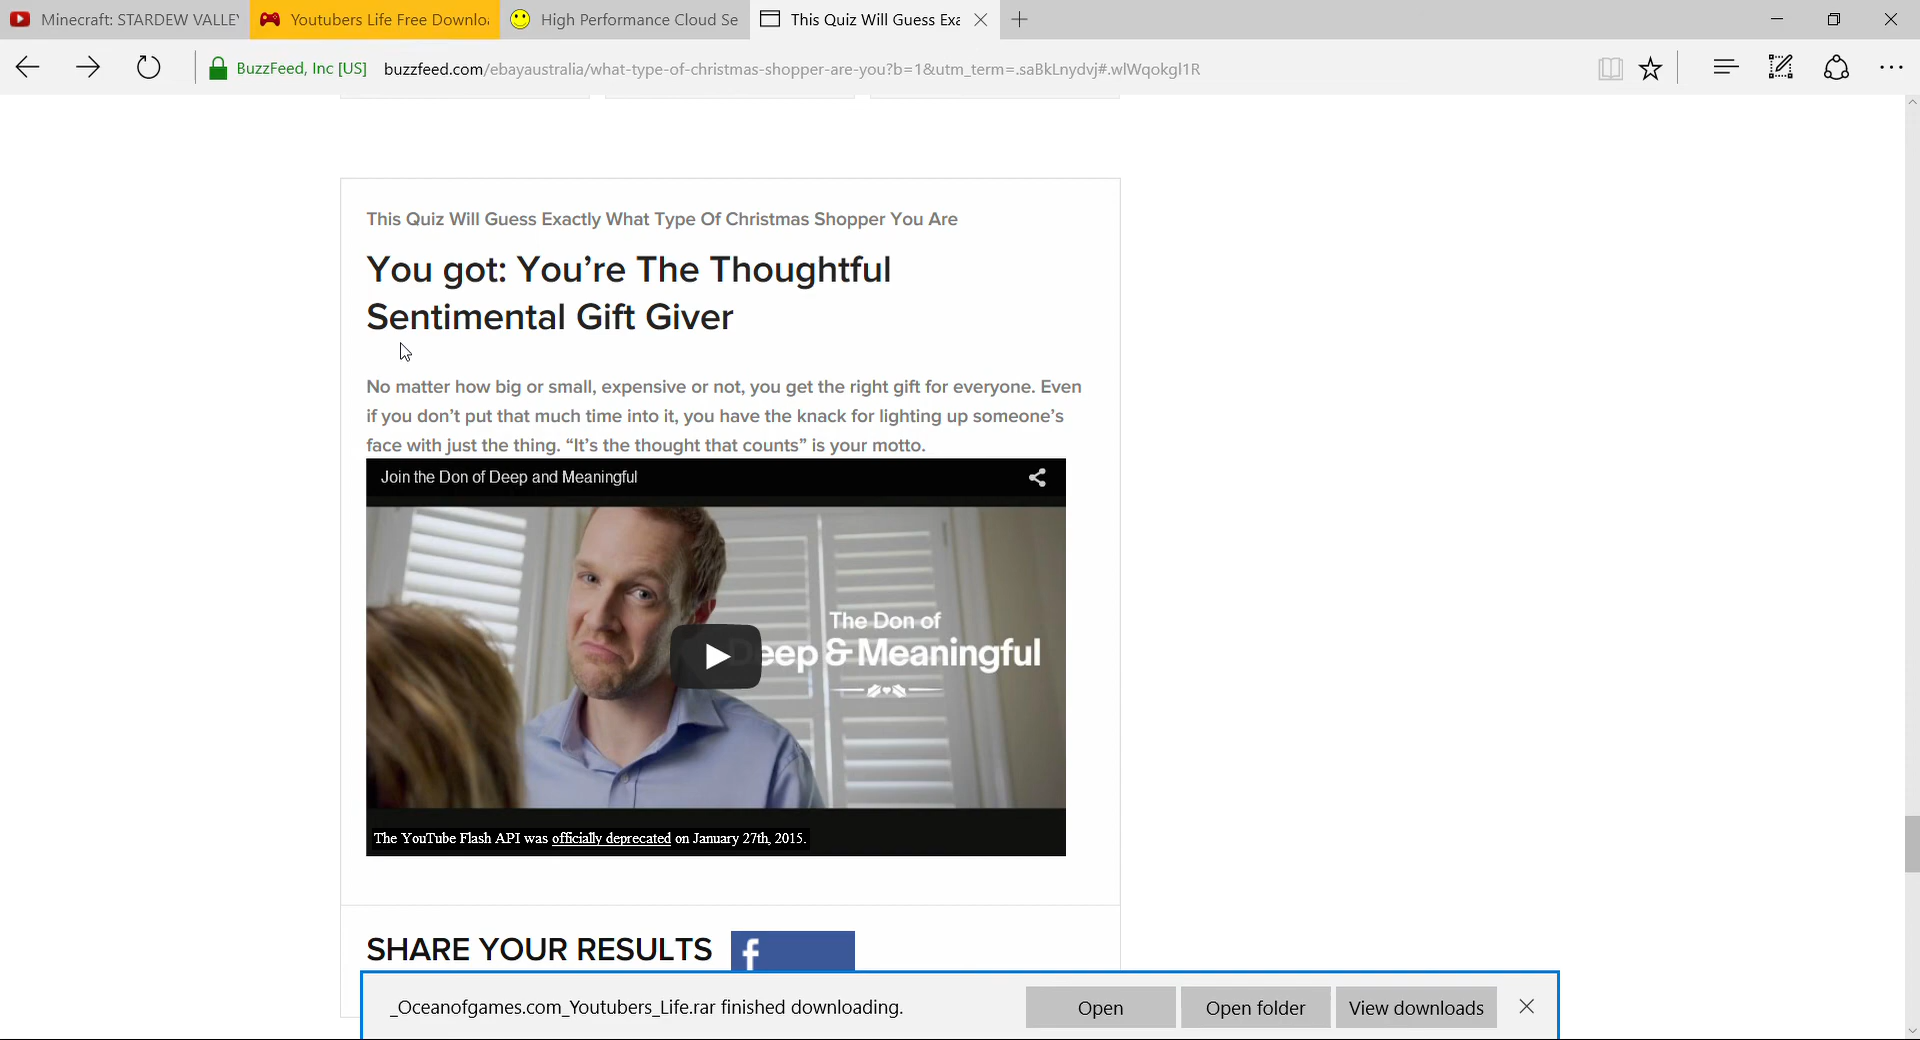 Minecraft: STARDEW VALLEY
Youtubers Life Free Downlo
High Performance Cloud Se
This Quiz Will Guess Exa
BuzzFeed, Inc [US]
buzzfeed.com/ebayaustralia/what-type-of-christmas-shopper-are-you?b=1&utm_term=.saBkLnydvj#.wlWqokgl1R
This Quiz Will Guess Exactly What Type Of Christmas Shopper You Are
You got: You’re The Thoughtful
Sentimental Gift Giver
No matter how big or small, expensive or not, you get the right gift for everyone. Even
if you don’t put that much time into it, you have the knack for lighting up someone’s
face with just the thing. “It’s the thought that counts” is your motto.
Join the Don of Deep and Meaningful
The Don of
eep & Meaningful
The YouTube Flash API was officially deprecated on January 27th, 2015.
SHARE YOUR RESULTS
f
_Oceanofgames.com_Youtubers_Life.rar finished downloading.
Open
Open folder
View downloads